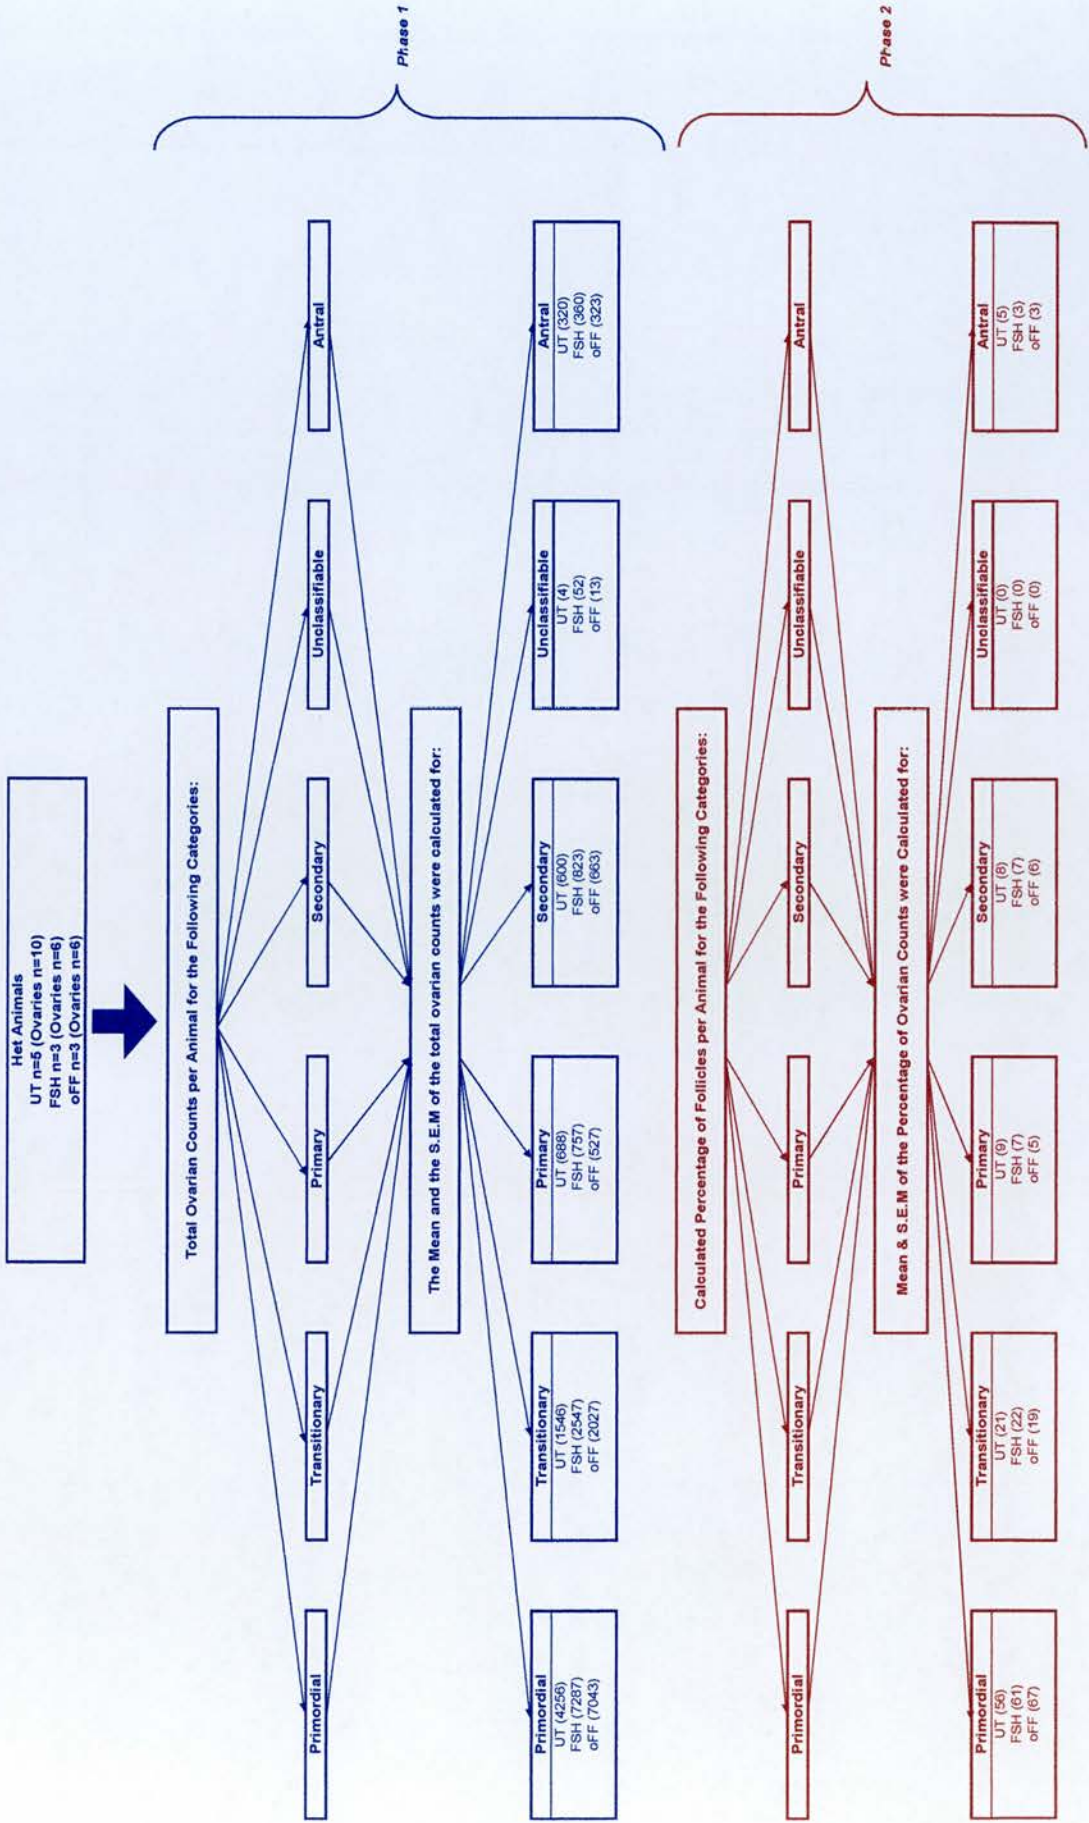 Het Animals
UT n=5 (Ovaries n=10)
FSH n=3 (Ovaries n=6)
oFF n=3 (Ovaries n=6)
Total Ovarian Counts per Animal for the Following Categories:
Primordial
Transitionary
Primary
Secondary
Unclassifiable
Antral
The Mean and the S.E.M of the total ovarian counts were calculated for:
Primordial
UT (4256)
FSH (7287)
oFF (7043)
Transitionary
UT (1546)
FSH (2547)
oFF (2027)
Primary
UT (688)
FSH (757)
oFF (527)
Secondary
UT (600)
FSH (823)
oFF (663)
Unclassifiable
UT (4)
FSH (52)
oFF (13)
Antral
UT (320)
FSH (360)
oFF (323)
Phase 1
Calculated Percentage of Follicles per Animal for the Following Categories:
Primordial
Transitionary
Primary
Secondary
Unclassifiable
Antral
Mean & S.E.M of the Percentage of Ovarian Counts were Calculated for:
Primordial
UT (56)
FSH (61)
oFF (67)
Transitionary
UT (21)
FSH (22)
oFF (19)
Primary
UT (9)
FSH (7)
oFF (5)
Secondary
UT (8)
FSH (7)
oFF (6)
Unclassifiable
UT (0)
FSH (0)
oFF (0)
Antral
UT (5)
FSH (3)
oFF (3)
Phase 2